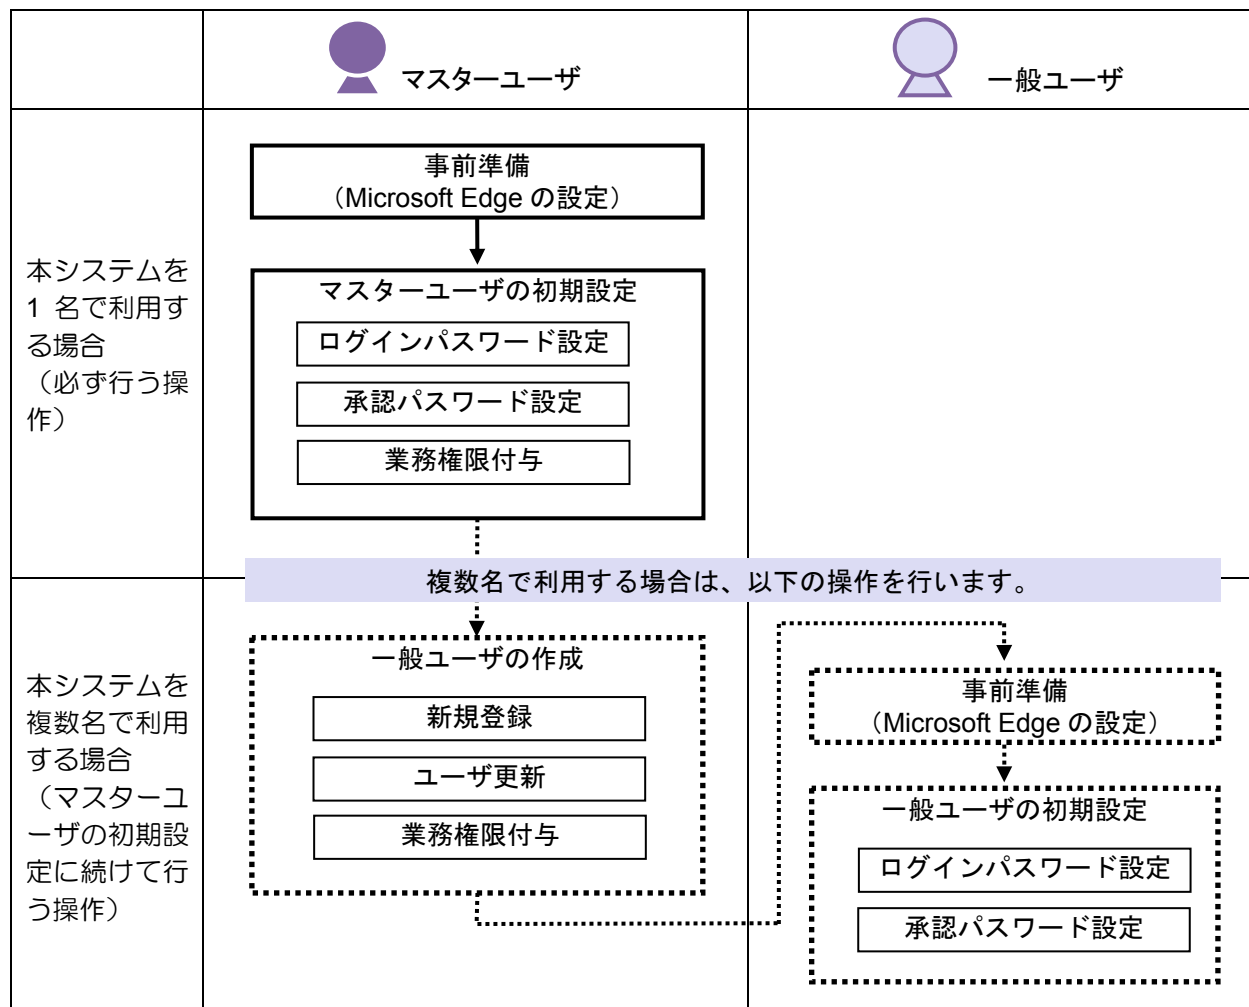 マスターユーザ
一般ユーザ
本システムを
1 名で利用す
る場合
（必ず行う操
作）
事前準備
（Microsoft Edge の設定）
マスターユーザの初期設定
ログインパスワード設定
承認パスワード設定
業務権限付与
複数名で利用する場合は、以下の操作を行います。
本システムを
複数名で利用
する場合
（マスターユ
ーザの初期設
定に続けて行
う操作）
一般ユーザの作成
新規登録
ユーザ更新
業務権限付与
事前準備
（Microsoft Edge の設定）
一般ユーザの初期設定
ログインパスワード設定
承認パスワード設定